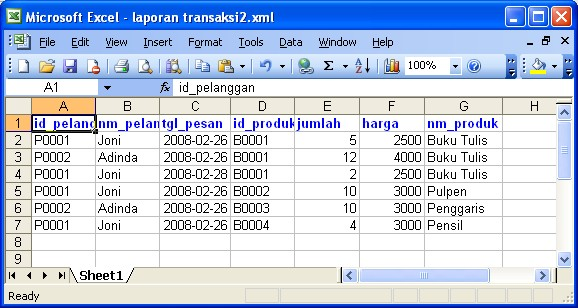 Microsoft Excel - laporan transaksi2.xml
File Edit View Insert Format Tools Data Window Help
Σ 100%
A1 fx id_pelanggan
A B C D E F G H
1 id_pelang nm_pelan tgl_pesan id_produk jumlah harga nm_produk
2 P0001 Joni 2008-02-26 B0001 5 2500 Buku Tulis
3 P0002 Adinda 2008-02-26 B0001 12 4000 Buku Tulis
4 P0001 Joni 2008-02-28 B0001 2 2500 Buku Tulis
5 P0001 Joni 2008-02-26 B0002 10 3000 Pulpen
6 P0002 Adinda 2008-02-26 B0003 10 3000 Penggaris
7 P0001 Joni 2008-02-26 B0004 4 3000 Pensil
8
9
Sheet1
Ready